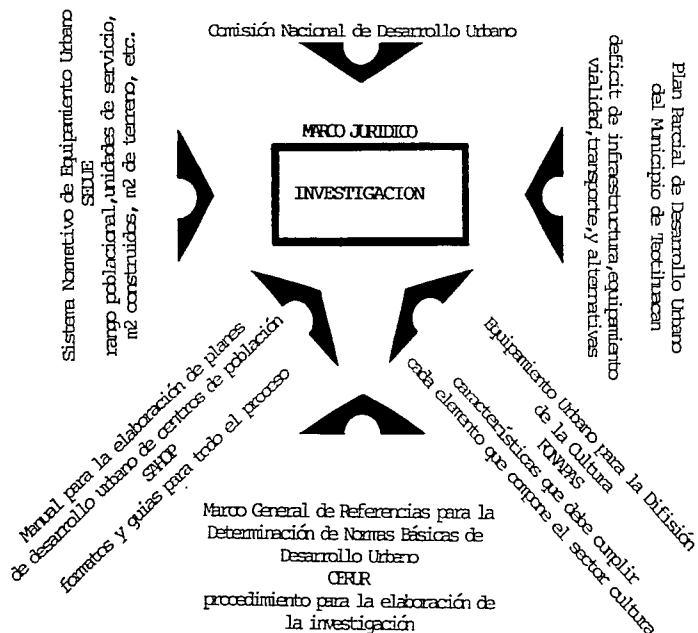 Comisión Nacional de Desarrollo Urbano
Sistema Normativo de Equipamiento Urbano
SEDUE
rango poblacional,unidades de servicio,
m2 construidos, m2 de terreno, etc.
MARCO JURIDICO
INVESTIGACION
Plan Parcial de Desarrollo Urbano
del Municipio de Teotihuacan
deficit de infraestructura,equipamiento
vialidad,transporte,y alternativas
Manual para la elaboración de planes
de desarrollo urbano de centros de población
SAHOP
formatos y guias para todo el proceso
Equipamiento Urbano para la Difisión
de la Cultura
FONAPAS
características que debe cumplir
cada elemento que compone el sector cultura
Marco General de Referencias para la
Determinación de Normas Básicas de
Desarrollo Urbano
CERUR
procedimiento para la elaboración de
la investigación